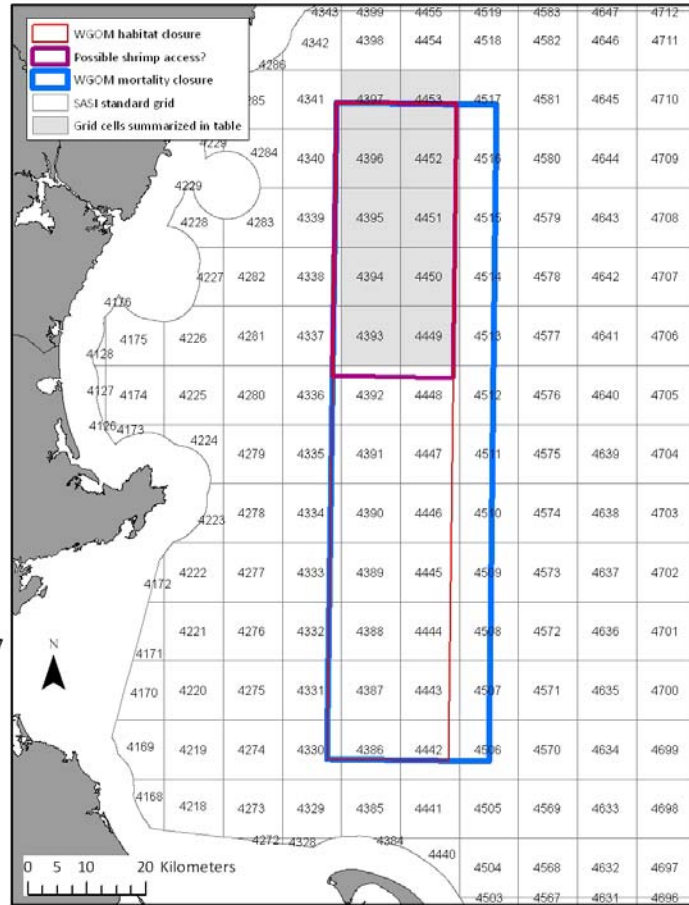 4343 4399 4455 4519 4583 4647 4712
WGOM habitat closure
Possible shrimp access?
WGOM mortality closure
SASI standard grid
Grid cells summarized in table
4342 4398 4454 4518 4582 4646 4711
4286
285 4341 4397 4453 4517 4581 4645 4710
4229
4284 4340 4396 4452 4516 4580 4644 4709
4229
4228 4283 4339 4395 4451 4515 4579 4643 4708
4227 4282 4338 4394 4450 4514 4578 4642 4707
4176
4175 4226 4281 4337 4393 4449 4513 4577 4641 4706
4128
4127 4174 4225 4280 4336 4392 4448 4512 4576 4640 4705
4126 4173
4224 4279 4335 4391 4447 4511 4575 4639 4704
4223 4278 4334 4390 4446 4510 4574 4638 4703
4172 4222 4277 4333 4389 4445 4509 4573 4637 4702
4221 4276 4332 4388 4444 4508 4572 4636 4701
4171
N
4170 4220 4275 4331 4387 4443 4507 4571 4635 4700
4169 4219 4274 4330 4386 4442 4506 4570 4634 4699
4168 4218 4273 4329 4385 4441 4505 4569 4633 4698
4272 4328 4384
4440
0 5 10 20 Kilometers
4504 4568 4632 4697
4503 4567 4631 4696